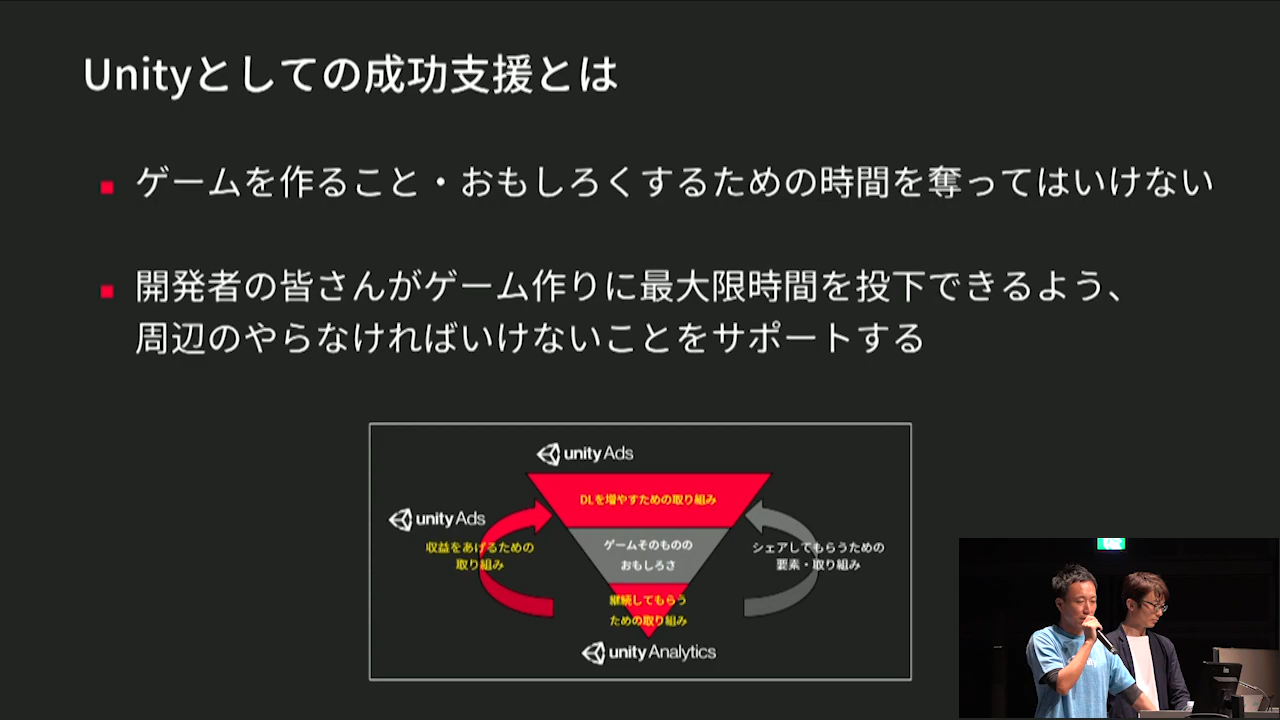 Unityとしての成功支援とは
ゲームを作ること・おもしろくするための時間を奪ってはいけない
開発者の皆さんがゲーム作りに最大限時間を投下できるよう、
周辺のやらなければいけないことをサポートする
unity Ads
DLを増やすための取り組み
unity Ads
収益をあげるための
取り組み
ゲームそのものの
おもしろさ
シェアしてもらうための
要素・取り組み
継続してもらう
ための取り組み
unity Analytics